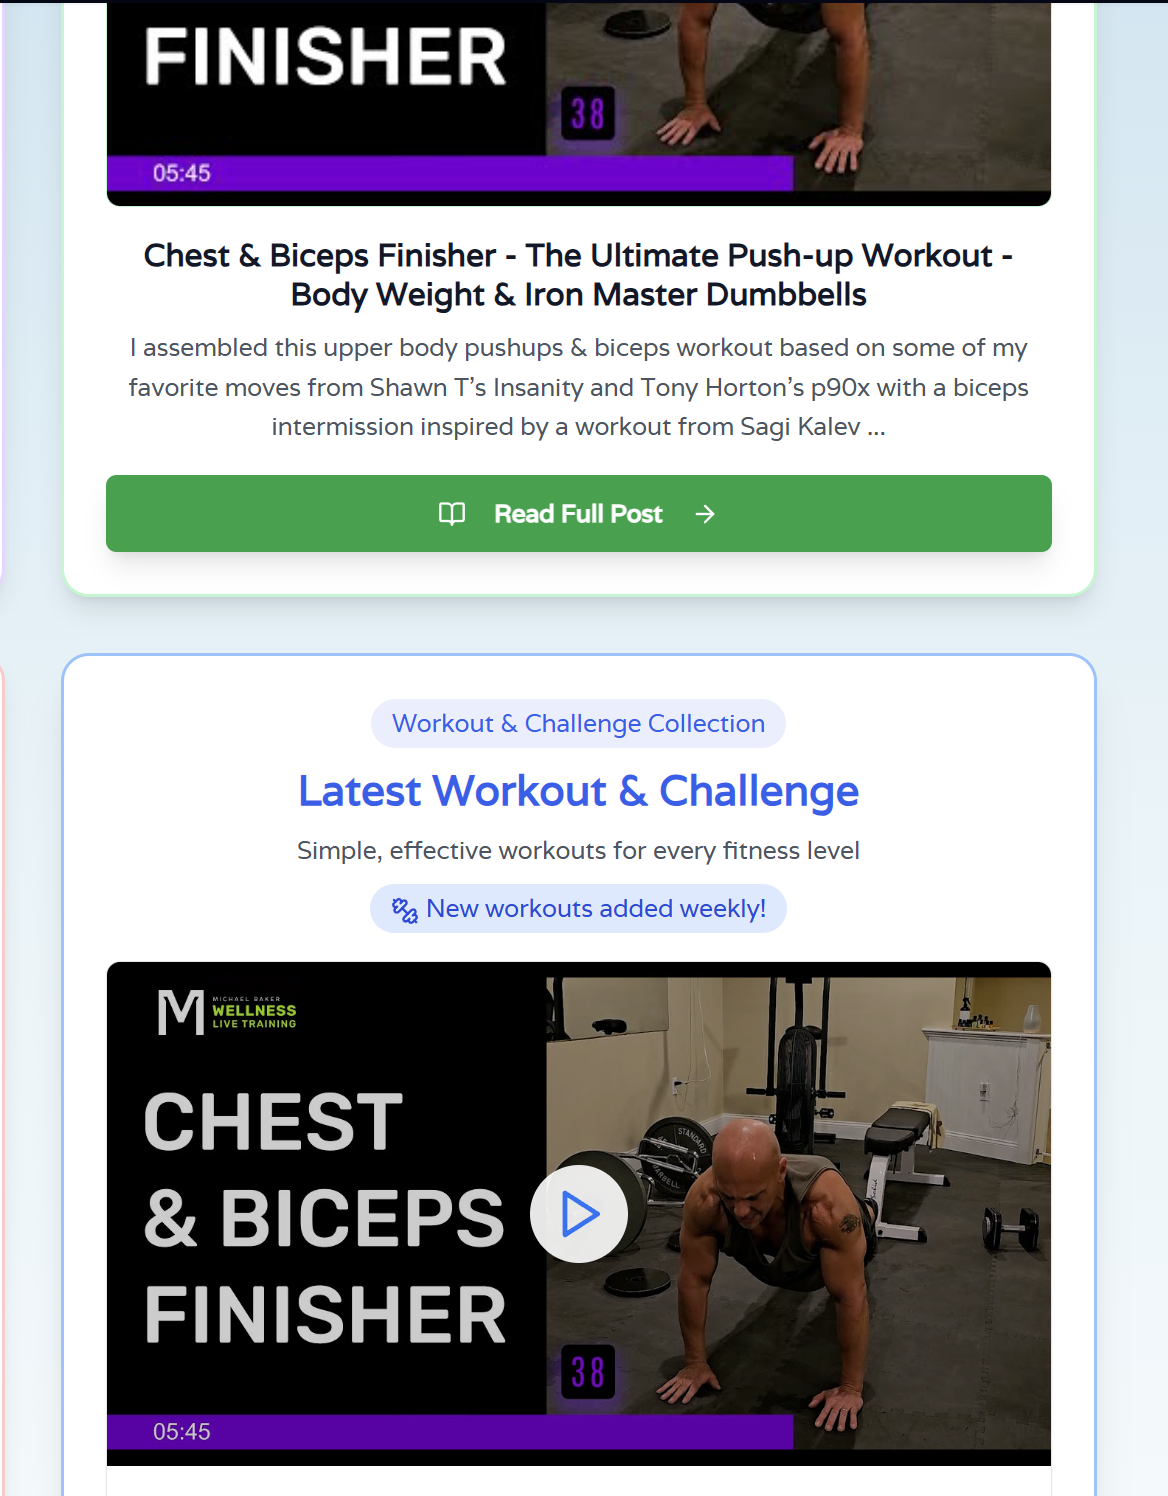 FINISHER
38
05:45
Chest & Biceps Finisher - The Ultimate Push-up Workout -
Body Weight & Iron Master Dumbbells
I assembled this upper body pushups & biceps workout based on some of my
favorite moves from Shawn T’s Insanity and Tony Horton’s p90x with a biceps
intermission inspired by a workout from Sagi Kalev ...
Read Full Post
Workout & Challenge Collection
Latest Workout & Challenge
Simple, effective workouts for every fitness level
New workouts added weekly!
M
MICHAEL BAKER
WELLNESS
LIVE TRAINING
CHEST
& BICEPS
FINISHER
STANDARD
BARBELL
38
05:45